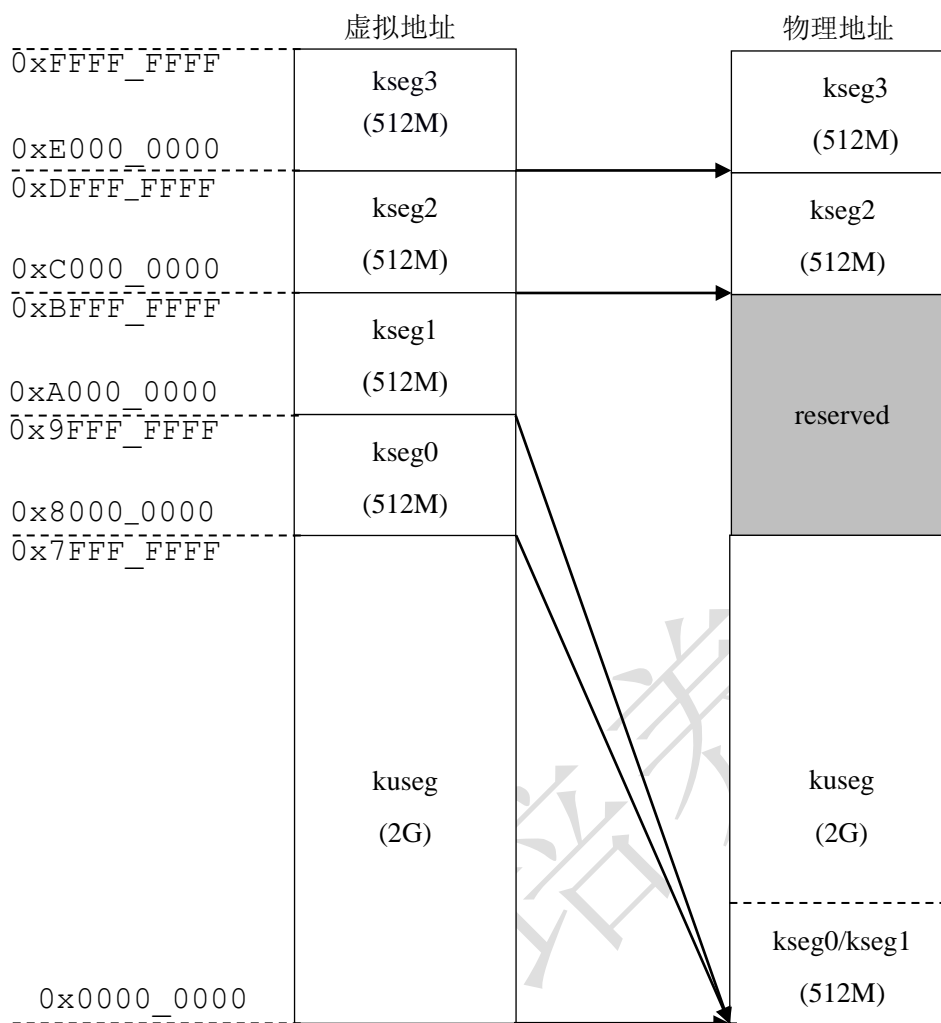 虚拟地址
物理地址
0xFFFF_FFFF
kseg3
(512M)
kseg3
(512M)
0xE000_0000
0xDFFF_FFFF
kseg2
(512M)
kseg2
(512M)
0xC000_0000
0xBFFF_FFFF
kseg1
(512M)
reserved
0xA000_0000
0x9FFF_FFFF
kseg0
(512M)
0x8000_0000
0x7FFF_FFFF
kuseg
(2G)
kuseg
(2G)
kseg0/kseg1
(512M)
0x0000_0000
培养